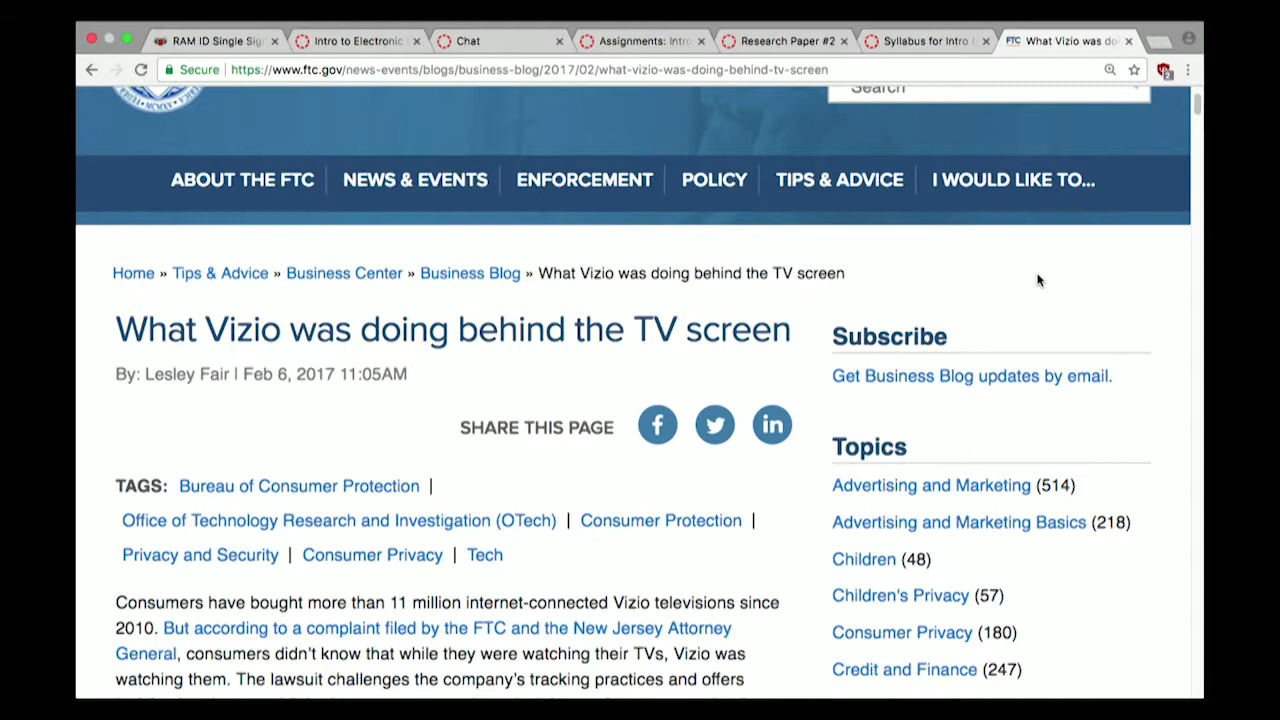 RAM ID Single Sig
Intro to Electronic
Chat
Assignments: Intro
Research Paper #2
Syllabus for Intro
FTC What Vizio was do
Secure https://www.ftc.gov/news-events/blogs/business-blog/2017/02/what-vizio-was-doing-behind-tv-screen
Search
ABOUT THE FTC NEWS & EVENTS ENFORCEMENT POLICY TIPS & ADVICE I WOULD LIKE TO...
Home » Tips & Advice » Business Center » Business Blog » What Vizio was doing behind the TV screen
What Vizio was doing behind the TV screen
By: Lesley Fair | Feb 6, 2017 11:05AM
SHARE THIS PAGE
TAGS: Bureau of Consumer Protection |
Office of Technology Research and Investigation (OTech) | Consumer Protection |
Privacy and Security | Consumer Privacy | Tech
Consumers have bought more than 11 million internet-connected Vizio televisions since
2010. But according to a complaint filed by the FTC and the New Jersey Attorney
General, consumers didn't know that while they were watching their TVs, Vizio was
watching them. The lawsuit challenges the company's tracking practices and offers
Subscribe
Get Business Blog updates by email.
Topics
Advertising and Marketing (514)
Advertising and Marketing Basics (218)
Children (48)
Children's Privacy (57)
Consumer Privacy (180)
Credit and Finance (247)